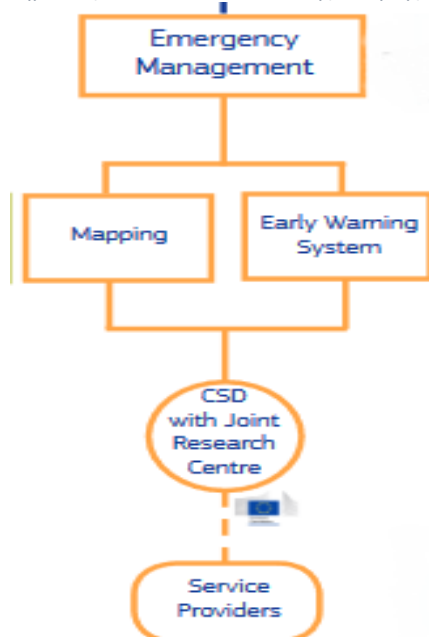 Emergency
Management
Mapping
Early Warning
System
CSD
with Joint
Research
Centre
Service
Providers